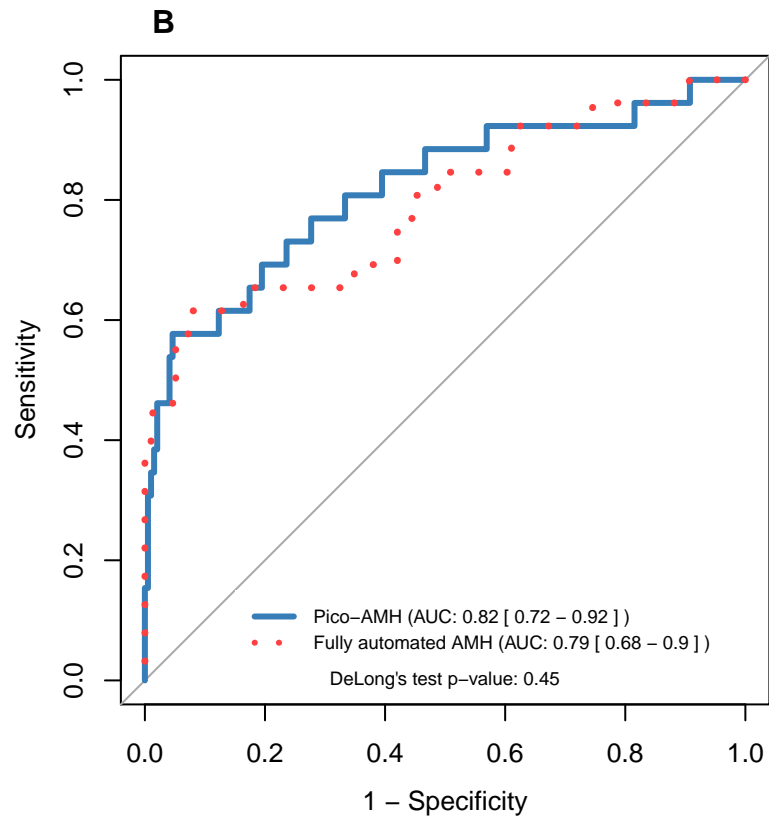 B
1.0
0.8
0.6
0.4
0.2
0.0
Sensitivity
Pico−AMH (AUC: 0.82 [ 0.72 − 0.92 ] )
Fully automated AMH (AUC: 0.79 [ 0.68 − 0.9 ] )
DeLong's test p−value: 0.45
0.0 0.2 0.4 0.6 0.8 1.0
1 − Specificity